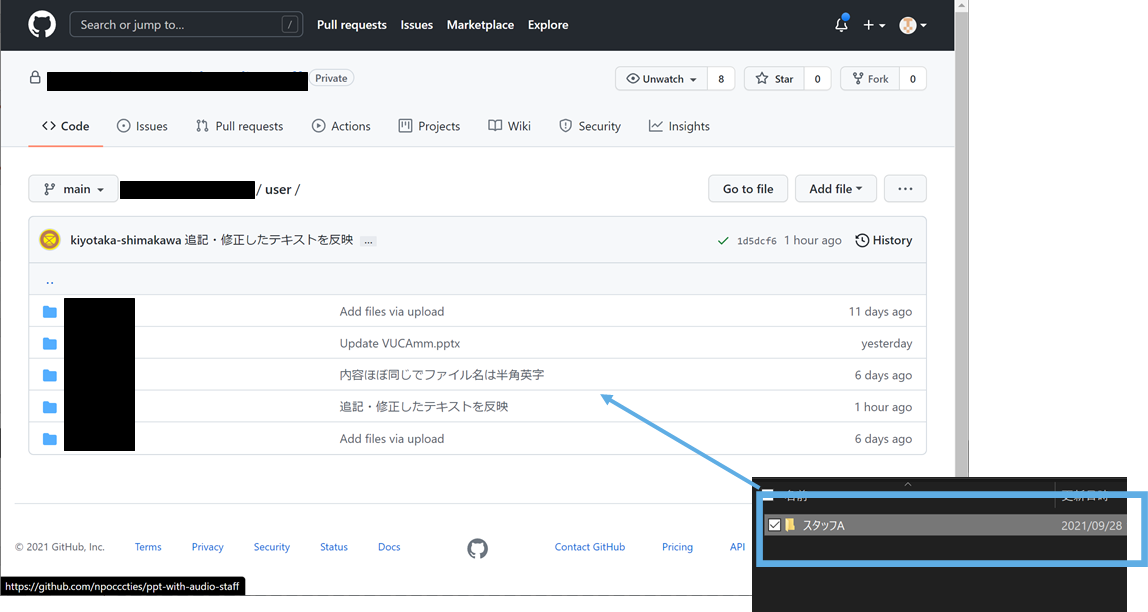 Search or jump to... /
Pull requests Issues Marketplace Explore
Private
Unwatch 8 Star 0 Fork 0
Code Issues Pull requests Actions Projects Wiki Security Insights
main / user / Go to file Add file ...
kiyotaka-shimakawa 追記・修正したテキストを反映 ... 1d5dcf6 1 hour ago History
..
Add files via upload 11 days ago
Update VUCAmm.pptx yesterday
内容ほぼ同じでファイル名は半角英字 6 days ago
追記・修正したテキストを反映 1 hour ago
Add files via upload 6 days ago
名前 更新日時
スタッフA 2021/09/28
© 2021 GitHub, Inc. Terms Privacy Security Status Docs Contact GitHub Pricing API
https://github.com/npocccties/ppt-with-audio-staff